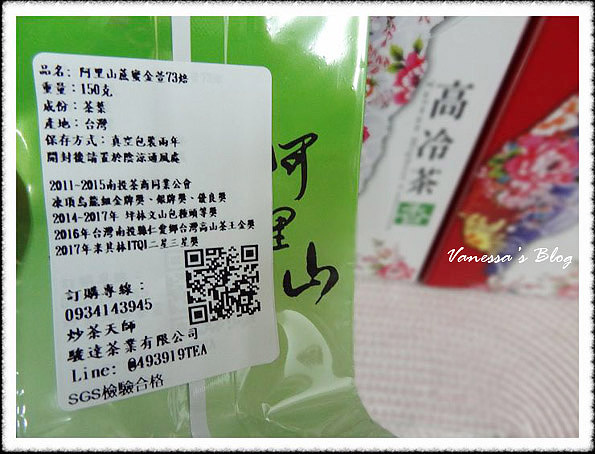 品名: 阿里山蔗蜜金萱73焙
重量：150克
成份：茶葉
產地：台灣
保存方式：真空包裝兩年
開封後請置於陰涼通風處
2011~2015南投茶商同業公會
凍頂烏龍組金牌獎、銀牌獎、優良獎
2014~2017年 坪林文山包種頭等獎
2016年台灣南投縣仁愛鄉台灣高山茶王金獎
2017年米其林ITQI二星三星獎
訂購專線：
0934143945
炒茶天師
駿達茶業有限公司
Line: @493919TEA
SGS檢驗合格
阿里山
高冷茶
Vanessa's Blog